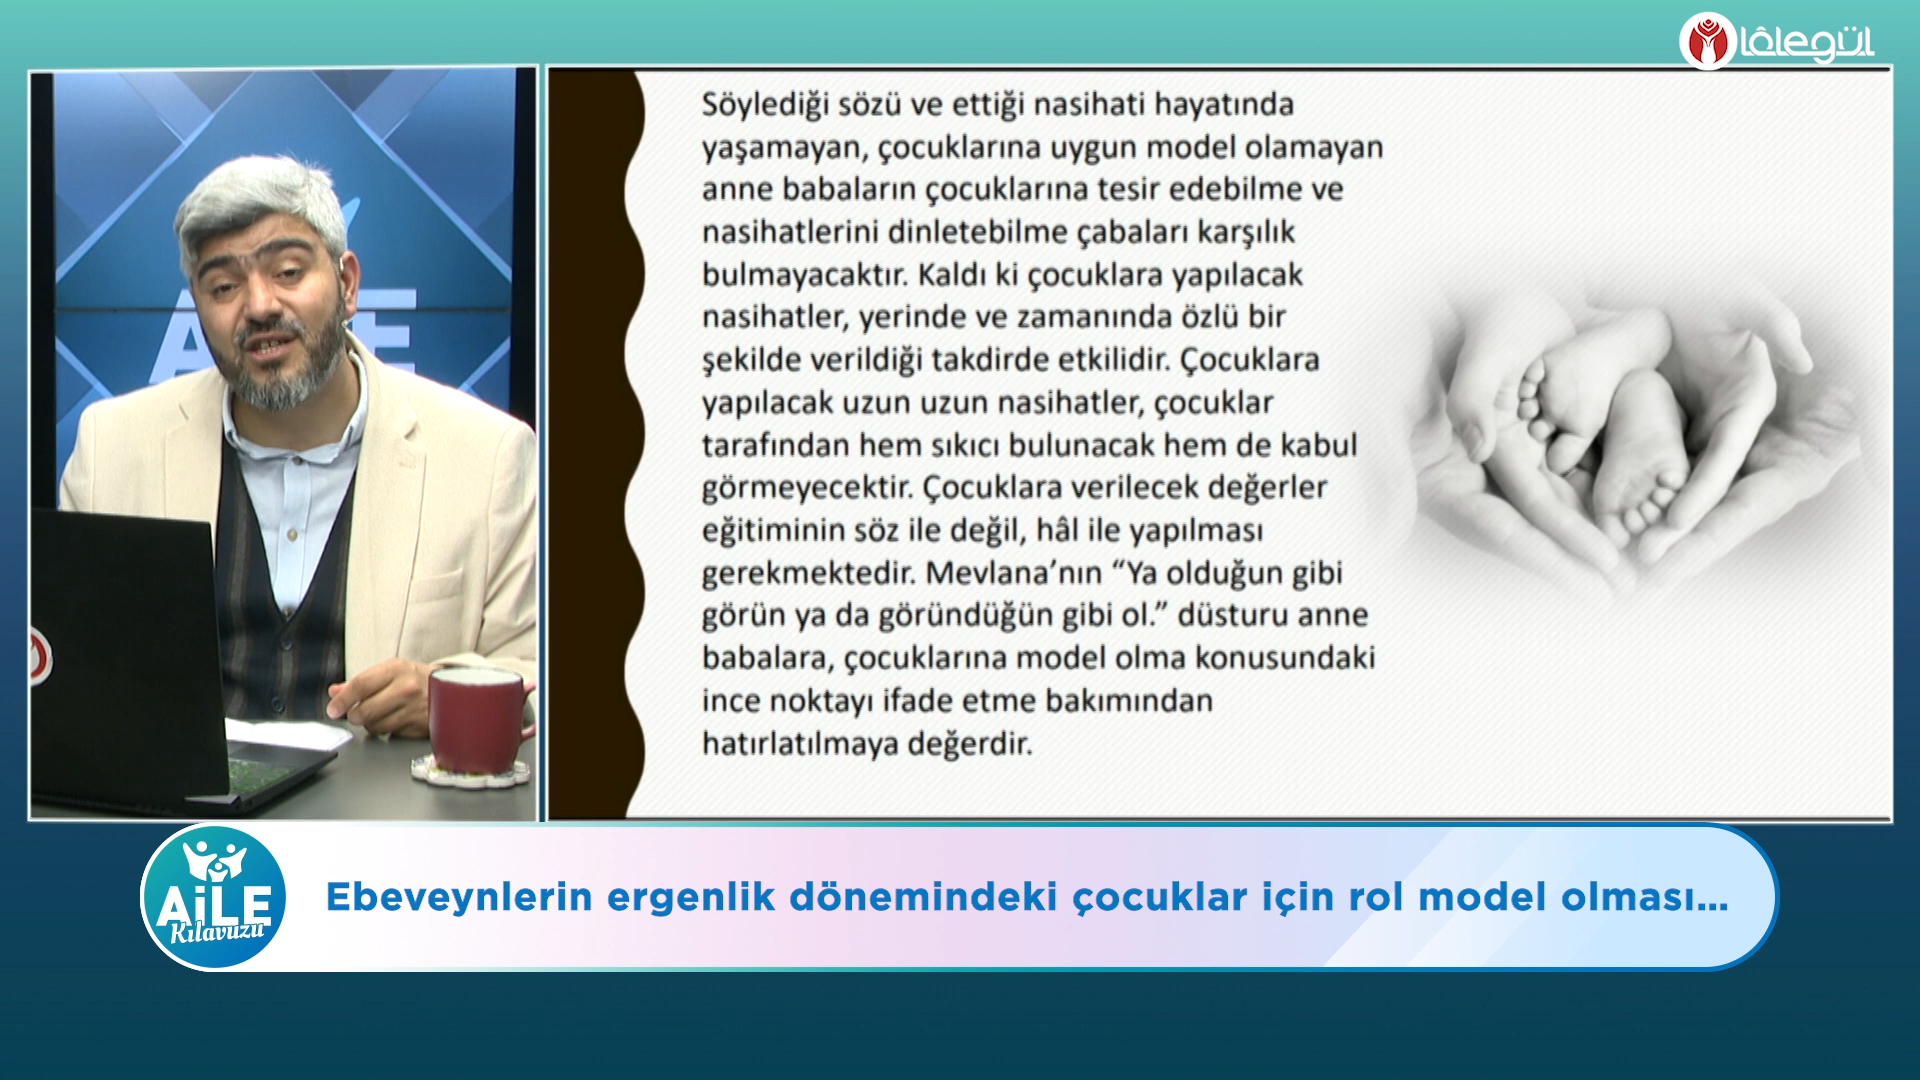 lâlegül
Söylediği sözü ve ettiği nasihati hayatında
yaşamayan, çocuklarına uygun model olamayan
anne babaların çocuklarına tesir edebilme ve
nasihatlerini dinletebilme çabaları karşılık
bulmayacaktır. Kaldı ki çocuklara yapılacak
nasihatler, yerinde ve zamanında özlü bir
şekilde verildiği takdirde etkilidir. Çocuklara
yapılacak uzun uzun nasihatler, çocuklar
tarafından hem sıkıcı bulunacak hem de kabul
görmeyecektir. Çocuklara verilecek değerler
eğitiminin söz ile değil, hâl ile yapılması
gerekmektedir. Mevlana’nın “Ya olduğun gibi
görün ya da göründüğün gibi ol.” düsturu anne
babalara, çocuklarına model olma konusundaki
ince noktayı ifade etme bakımından
hatırlatılmaya değerdir.
AiLE
Kılavuzu
Ebeveynlerin ergenlik dönemindeki çocuklar için rol model olması...